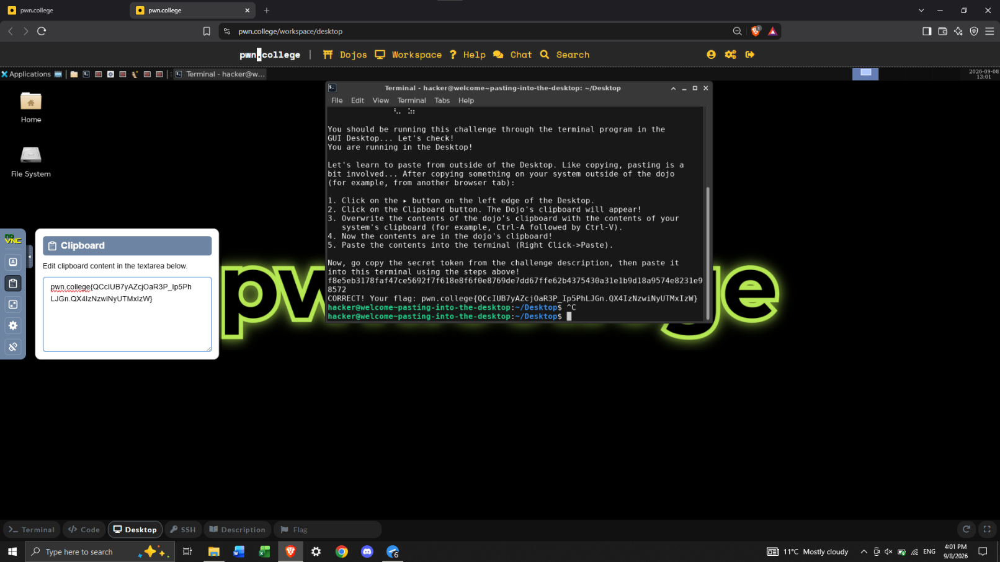 pwn.college
pwn.college
pwn.college/workspace/desktop
pwn.college | Dojos Workspace ? Help Chat Search
Applications
Terminal - hacker@w...
2026-09-08
13:01
Home
File System
Terminal - hacker@welcome~pasting-into-the-desktop: ~/Desktop
File Edit View Terminal Tabs Help
You should be running this challenge through the terminal program in the
GUI Desktop... Let's check!
You are running in the Desktop!
Let's learn to paste from outside of the Desktop. Like copying, pasting is a
bit involved... After copying something on your system outside of the dojo
(for example, from another browser tab):
1. Click on the ▸ button on the left edge of the Desktop.
2. Click on the Clipboard button. The Dojo's clipboard will appear!
3. Overwrite the contents of the dojo's clipboard with the contents of your
system's clipboard (for example, Ctrl-A followed by Ctrl-V).
4. Now the contents are in the dojo's clipboard!
5. Paste the contents into the terminal (Right Click->Paste).
Now, go copy the secret token from the challenge description, then paste it
into this terminal using the steps above!
f8e5eb3178faf47ce5692f7f618e8f6f0e8769de7dd67ffe62b4375430a31e1b9d18a9574e8231e9
8572
CORRECT! Your flag: pwn.college{QCcIUB7yAZcjOaR3P_Ip5PhLJGn.QX4IzNzwiNyUTMxIzW}
hacker@welcome~pasting-into-the-desktop:~/Desktop$ ^C
hacker@welcome~pasting-into-the-desktop:~/Desktop$
noVNC
Clipboard
Edit clipboard content in the textarea below.
pwn.college{QCcIUB7yAZcjOaR3P_Ip5Ph
LJGn.QX4IzNzwiNyUTMxIzW}
Terminal Code Desktop SSH Description Flag
Type here to search
6
11°C Mostly cloudy
ENG
4:01 PM
9/8/2026